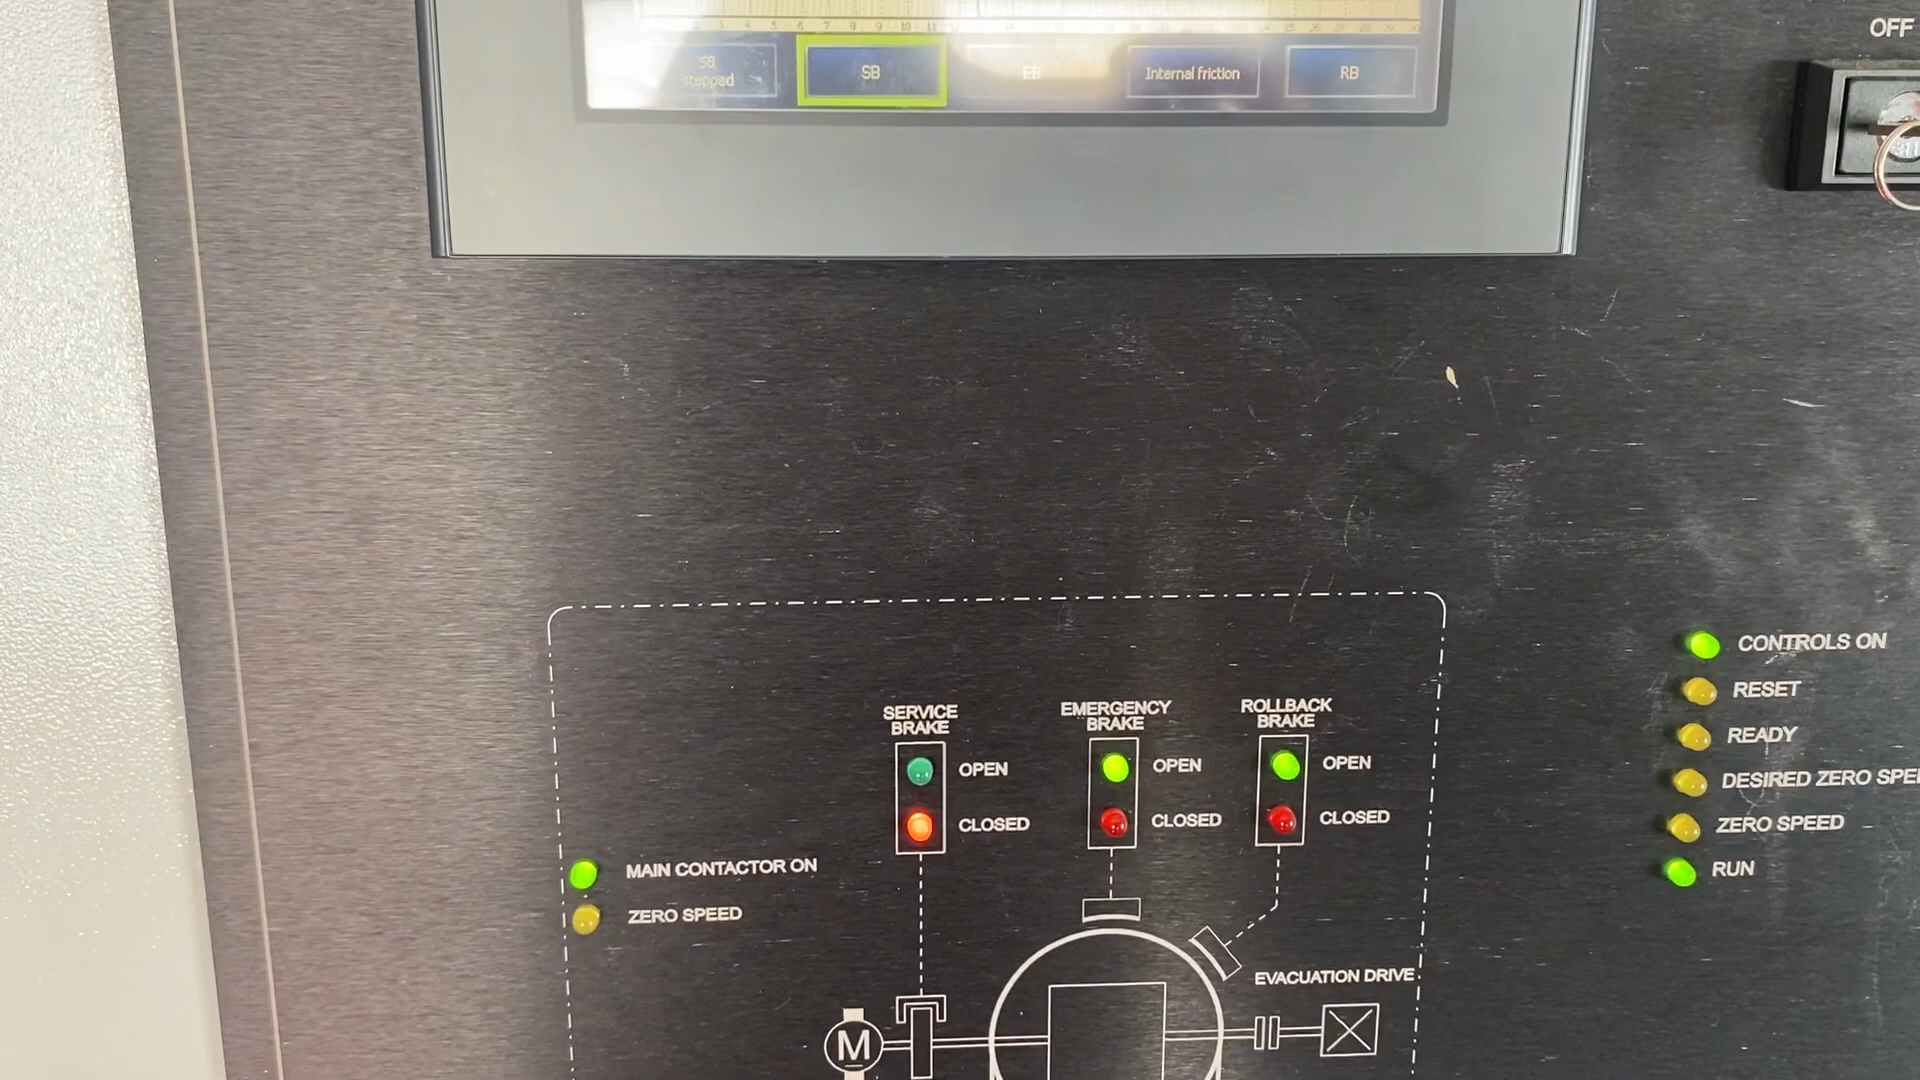 OFF
SB
stepped
SB
EB
Internal friction
RB
CONTROLS ON
RESET
READY
DESIRED ZERO SPEE
ZERO SPEED
RUN
SERVICE
BRAKE
OPEN
CLOSED
EMERGENCY
BRAKE
OPEN
CLOSED
ROLLBACK
BRAKE
OPEN
CLOSED
MAIN CONTACTOR ON
ZERO SPEED
EVACUATION DRIVE
M